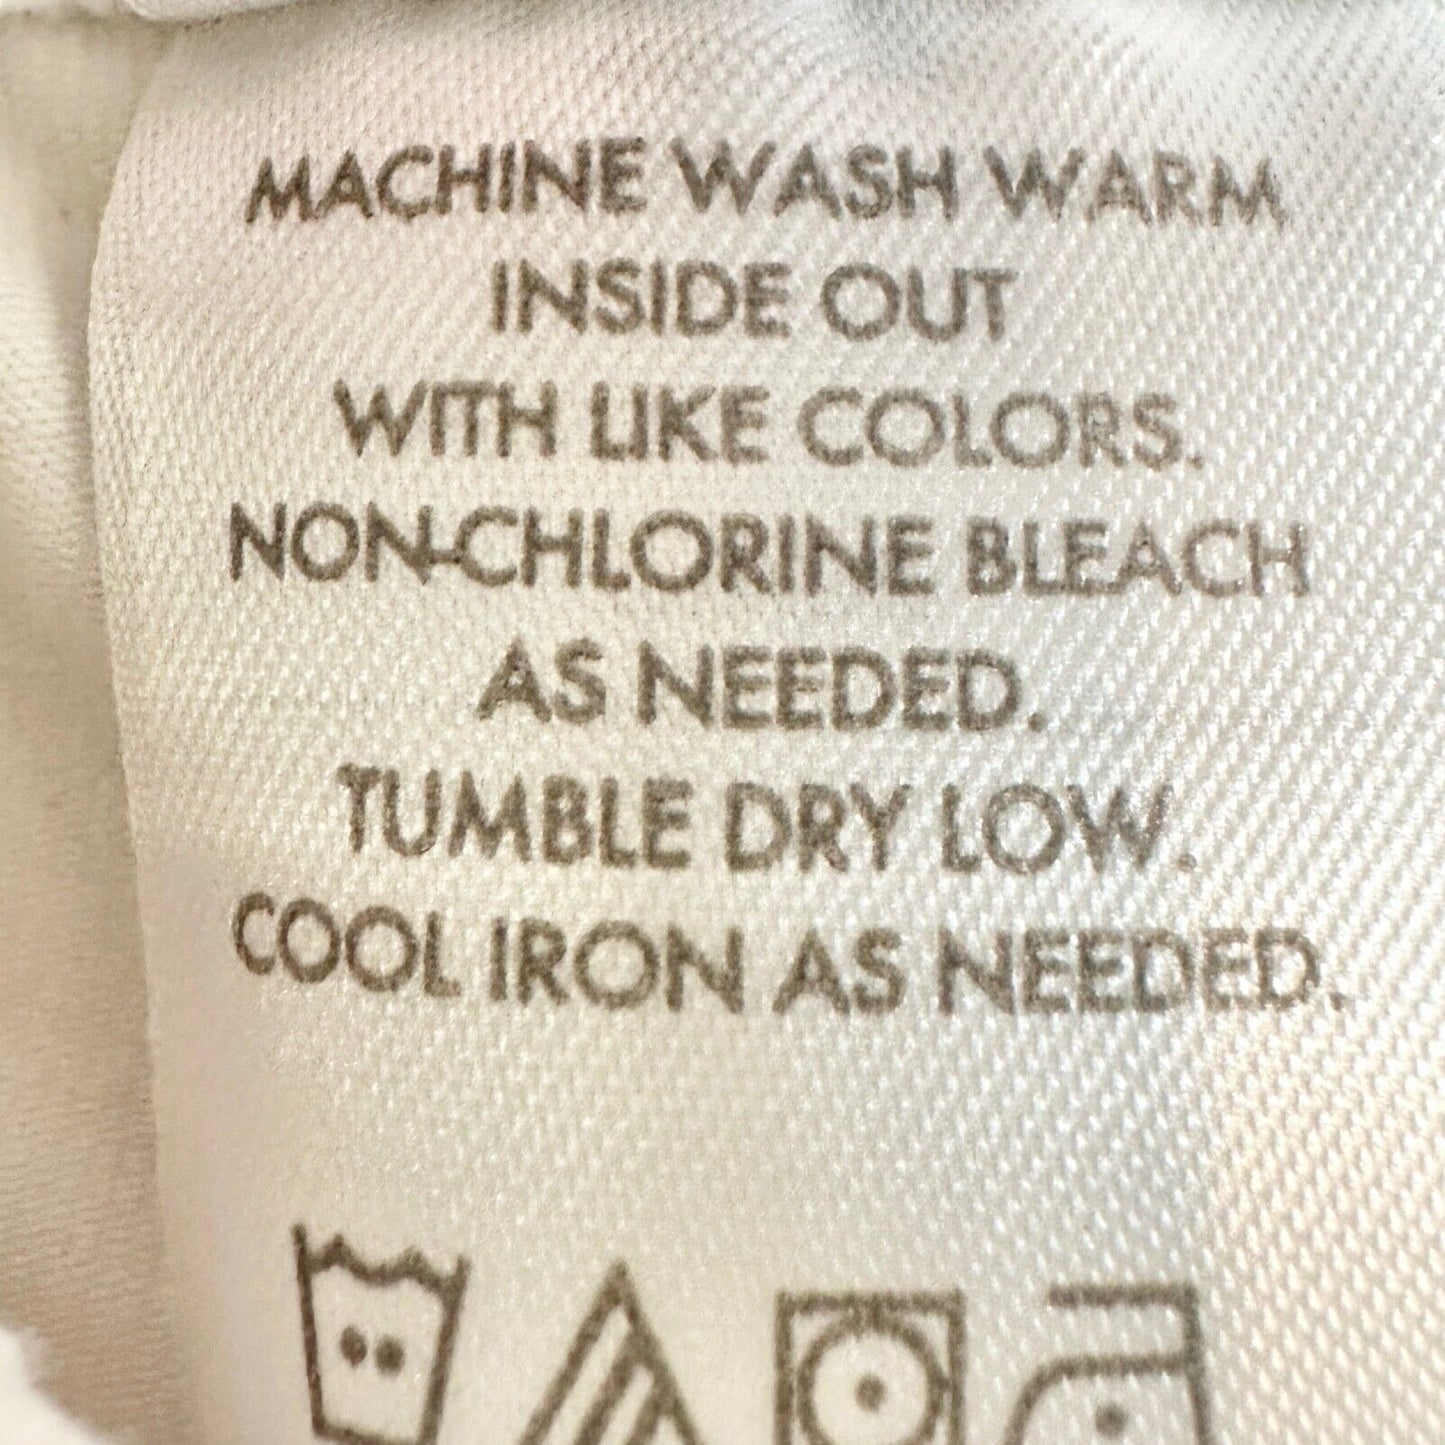 MACHINE WASH WARM
INSIDE OUT
WITH LIKE COLORS.
NON-CHLORINE BLEACH
AS NEEDED.
TUMBLE DRY LOW.
COOL IRON AS NEEDED.